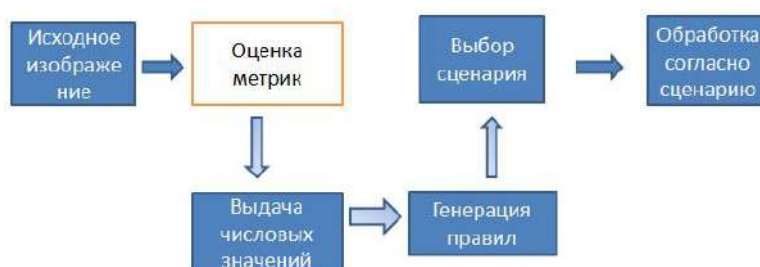 Исходное
изображе
ние
Оценка
метрик
Выдача
числовых
значений
Генерация
правил
Выбор
сценария
Обработка
согласно
сценарию